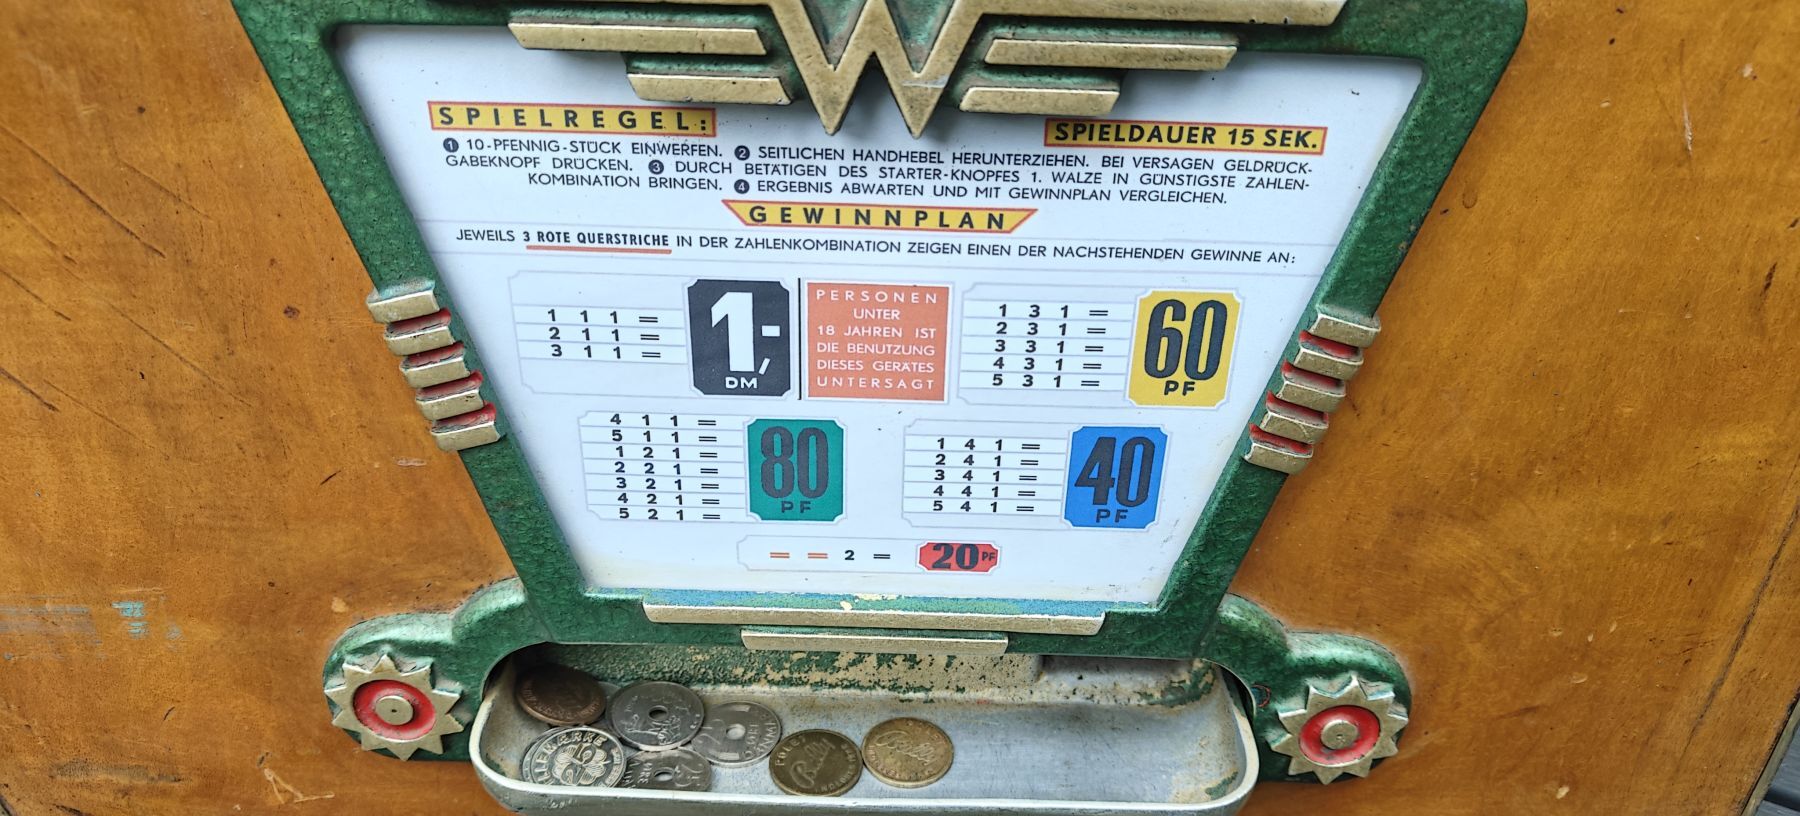 W
SPIELREGEL:
SPIELDAUER 15 SEK.
1 10-PFENNIG-STÜCK EINWERFEN. 2 SEITLICHEN HANDHEBEL HERUNTERZIEHEN. BEI VERSAGEN GELDRÜCK-
GABEKNOPF DRÜCKEN. 3 DURCH BETÄTIGEN DES STARTER-KNOPFES 1. WALZE IN GÜNSTIGSTE ZAHLEN-
KOMBINATION BRINGEN. 4 ERGEBNIS ABWARTEN UND MIT GEWINNPLAN VERGLEICHEN.
GEWINNPLAN
JEWEILS 3 ROTE QUERSTRICHE IN DER ZAHLENKOMBINATION ZEIGEN EINEN DER NACHSTEHENDEN GEWINNE AN:
1 1 1 =
2 1 1 =
3 1 1 =
1,-
DM
PERSONEN
UNTER
18 JAHREN IST
DIE BENUTZUNG
DIESES GERÄTES
UNTERSAGT
1 3 1 =
2 3 1 =
3 3 1 =
4 3 1 =
5 3 1 =
60
PF
4 1 1 =
5 1 1 =
1 2 1 =
2 2 1 =
3 2 1 =
4 2 1 =
5 2 1 =
80
PF
1 4 1 =
2 4 1 =
3 4 1 =
4 4 1 =
5 4 1 =
40
PF
= = 2 = 20 PF
Bally
Bally